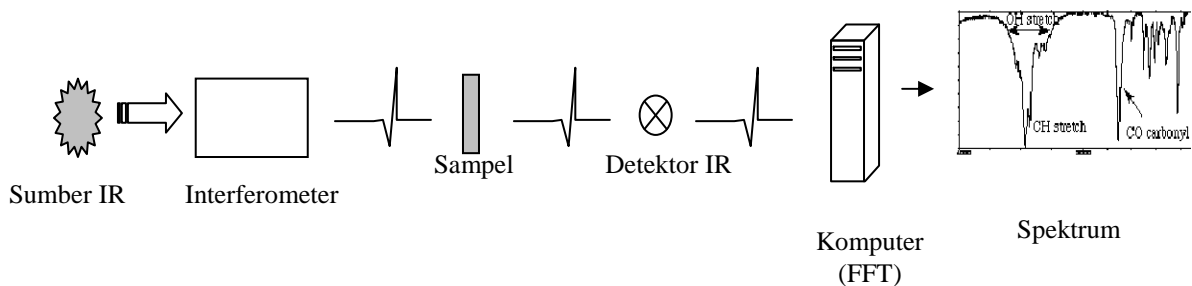 OH stretch
CH stretch
CO carbonyl
Sumber IR
Interferometer
Sampel
Detektor IR
Komputer
(FFT)
Spektrum